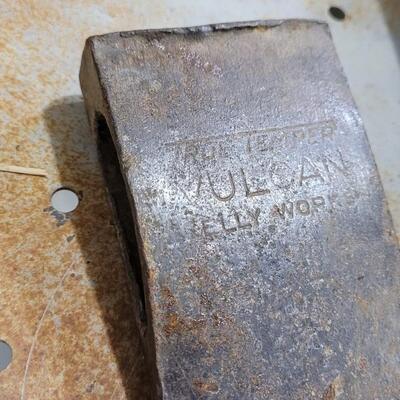 TRUE TEMPER
VULCAN
KELLY WORKS